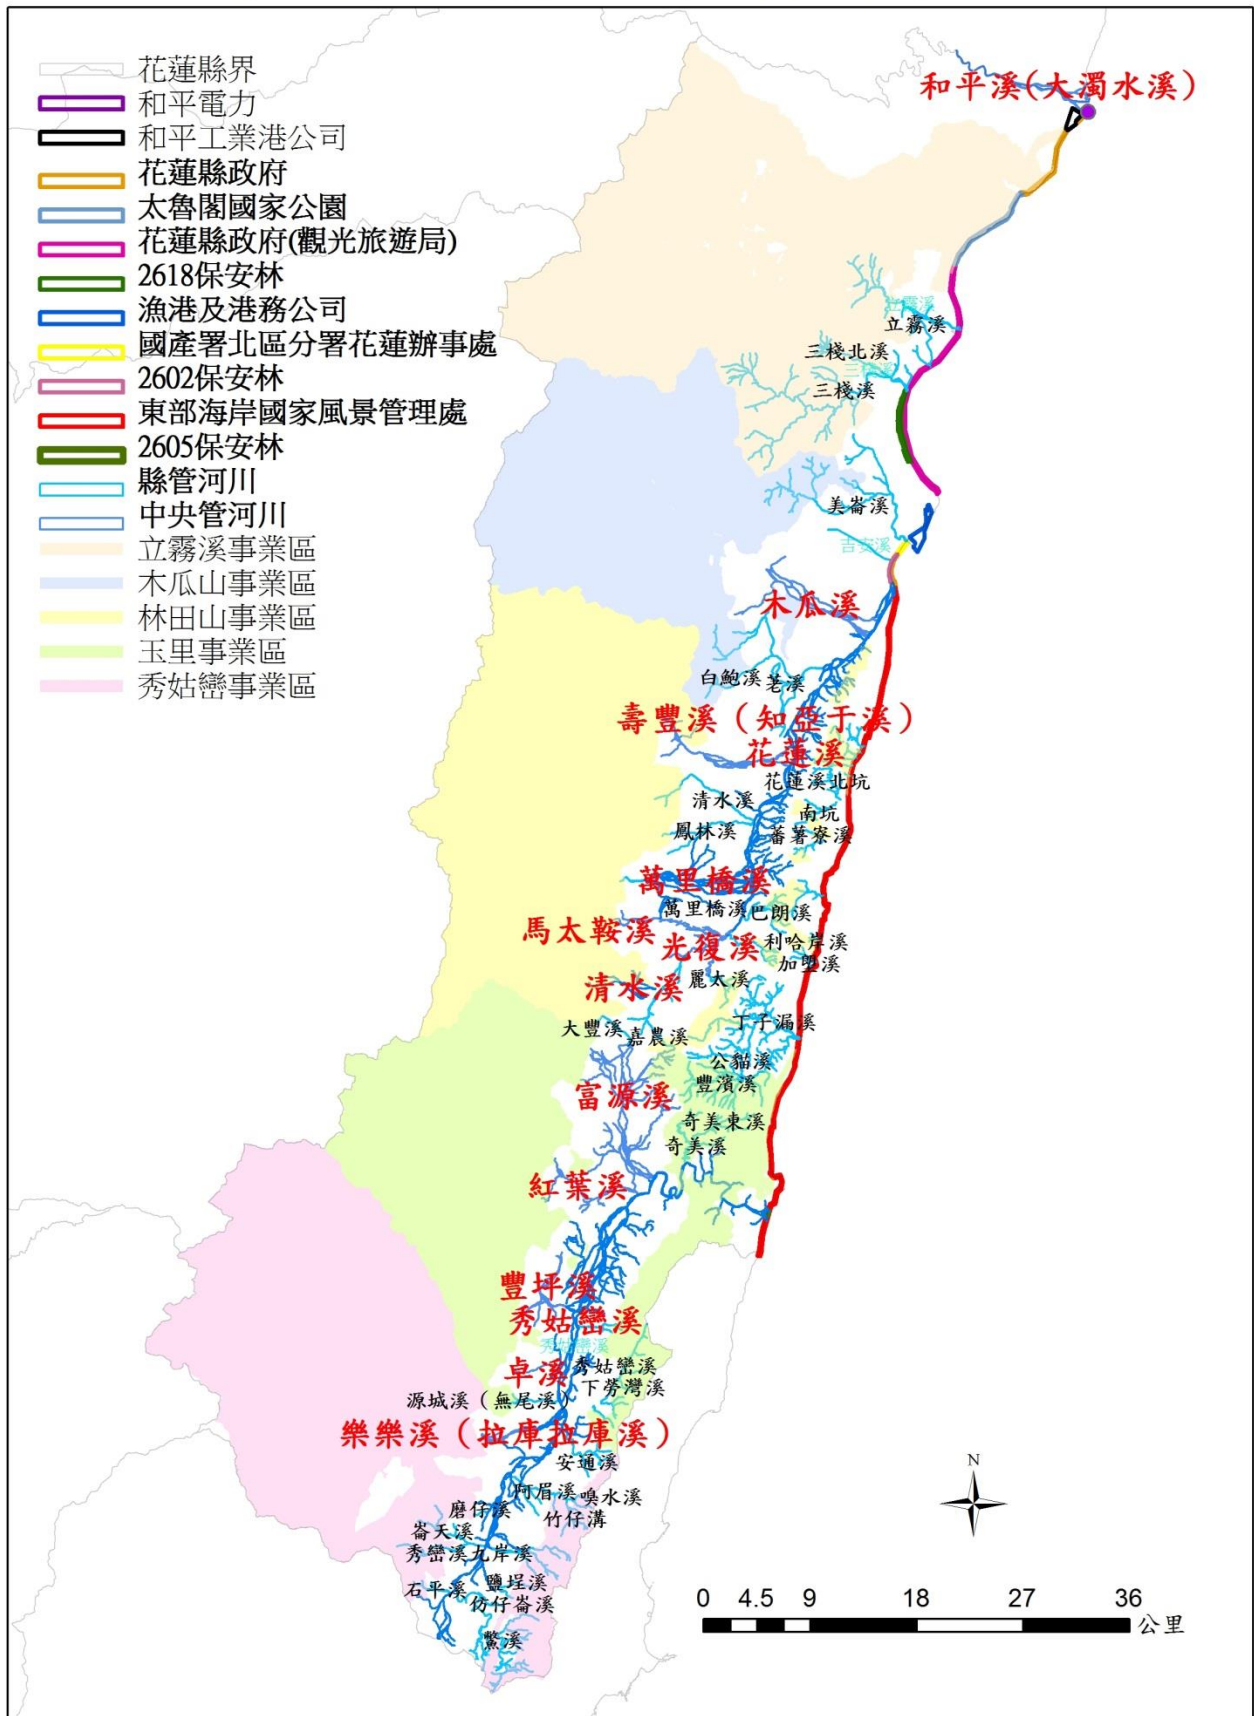 花蓮縣界
和平電力
和平工業港公司
花蓮縣政府
太魯閣國家公園
花蓮縣政府(觀光旅遊局)
2618保安林
漁港及港務公司
國產署北區分署花蓮辦事處
2602保安林
東部海岸國家風景管理處
2605保安林
縣管河川
中央管河川
立霧溪事業區
木瓜山事業區
林田山事業區
玉里事業區
秀姑巒事業區
和平溪(大濁水溪)
立霧溪
立霧溪
三棧北溪
三棧溪
美崙溪
吉安溪
木瓜溪
白鮑溪
荖溪
壽豐溪（知亞干溪）
花蓮溪
花蓮溪北坑
清水溪
南坑
鳳林溪
蕃薯寮溪
萬里橋溪
萬里橋溪
巴朗溪
馬太鞍溪
光復溪
利哈岸溪
加塱溪
麗太溪
清水溪
大豐溪
嘉農溪
丁子漏溪
公貓溪
豐濱溪
富源溪
奇美東溪
奇美溪
紅葉溪
豐坪溪
秀姑巒溪
秀姑巒溪
卓溪
秀姑巒溪
下勞灣溪
源城溪（無尾溪）
樂樂溪（拉庫拉庫溪）
安通溪
阿眉溪
嗅水溪
磨仔溪
竹仔溝
崙天溪
秀巒溪
九岸溪
石平溪
鹽埕溪
仿仔崙溪
鱉溪
N
0 4.5 9 18 27 36
公里